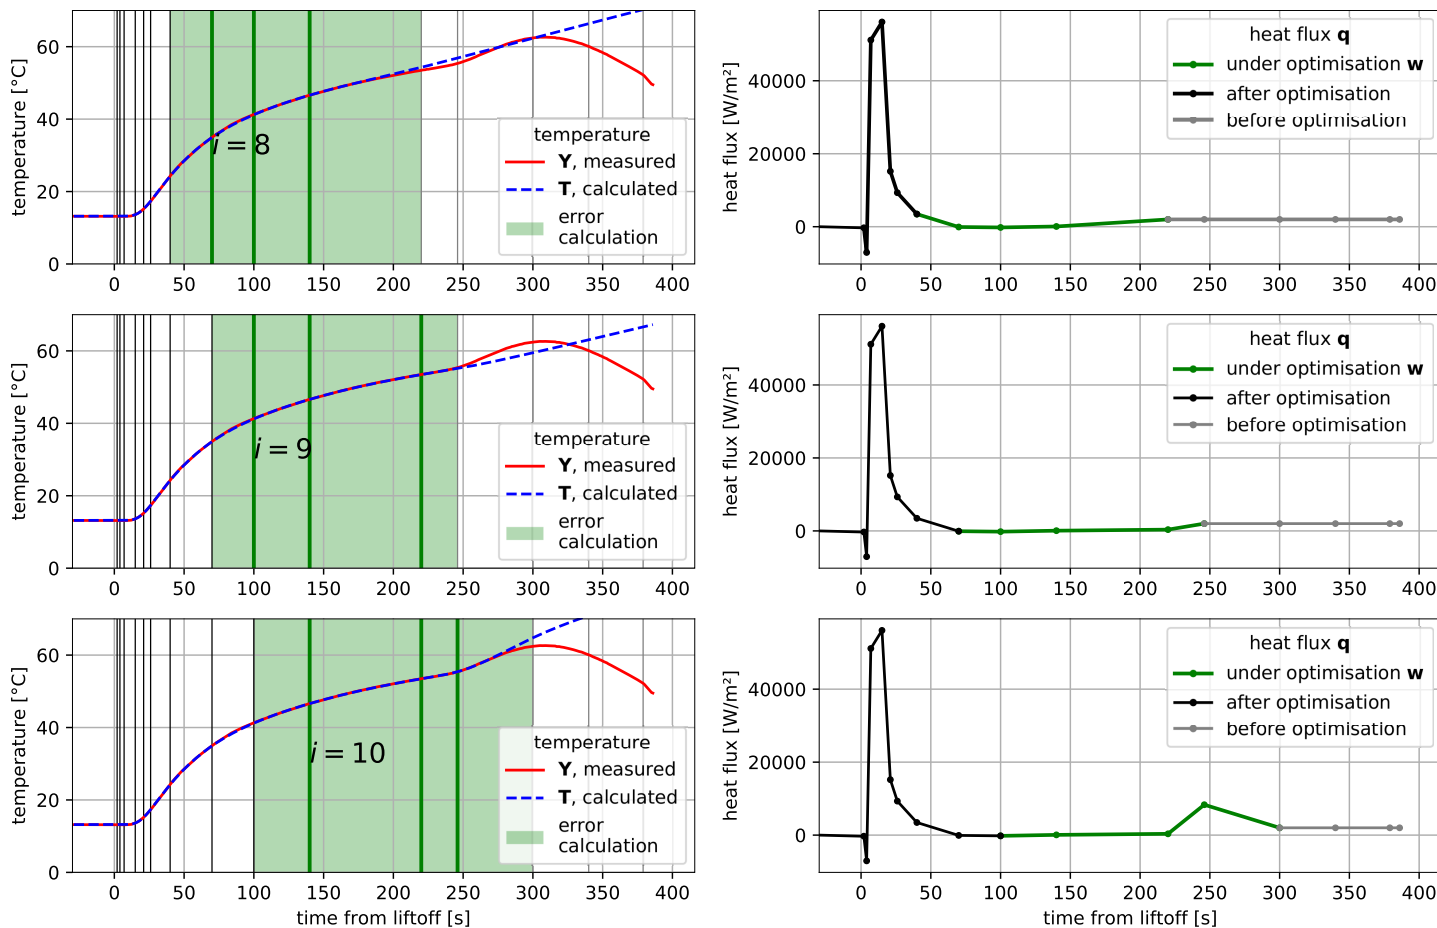 temperature [°C]
60
40
20
0
i = 8
temperature
Y, measured
T, calculated
error
calculation
0 50 100 150 200 250 300 350 400
heat flux [W/m²]
40000
20000
0
heat flux q
under optimisation w
after optimisation
before optimisation
0 50 100 150 200 250 300 350 400
temperature [°C]
60
40
20
0
i = 9
temperature
Y, measured
T, calculated
error
calculation
0 50 100 150 200 250 300 350 400
heat flux [W/m²]
40000
20000
0
heat flux q
under optimisation w
after optimisation
before optimisation
0 50 100 150 200 250 300 350 400
temperature [°C]
60
40
20
0
i = 10
temperature
Y, measured
T, calculated
error
calculation
0 50 100 150 200 250 300 350 400
time from liftoff [s]
heat flux [W/m²]
40000
20000
0
heat flux q
under optimisation w
after optimisation
before optimisation
0 50 100 150 200 250 300 350 400
time from liftoff [s]